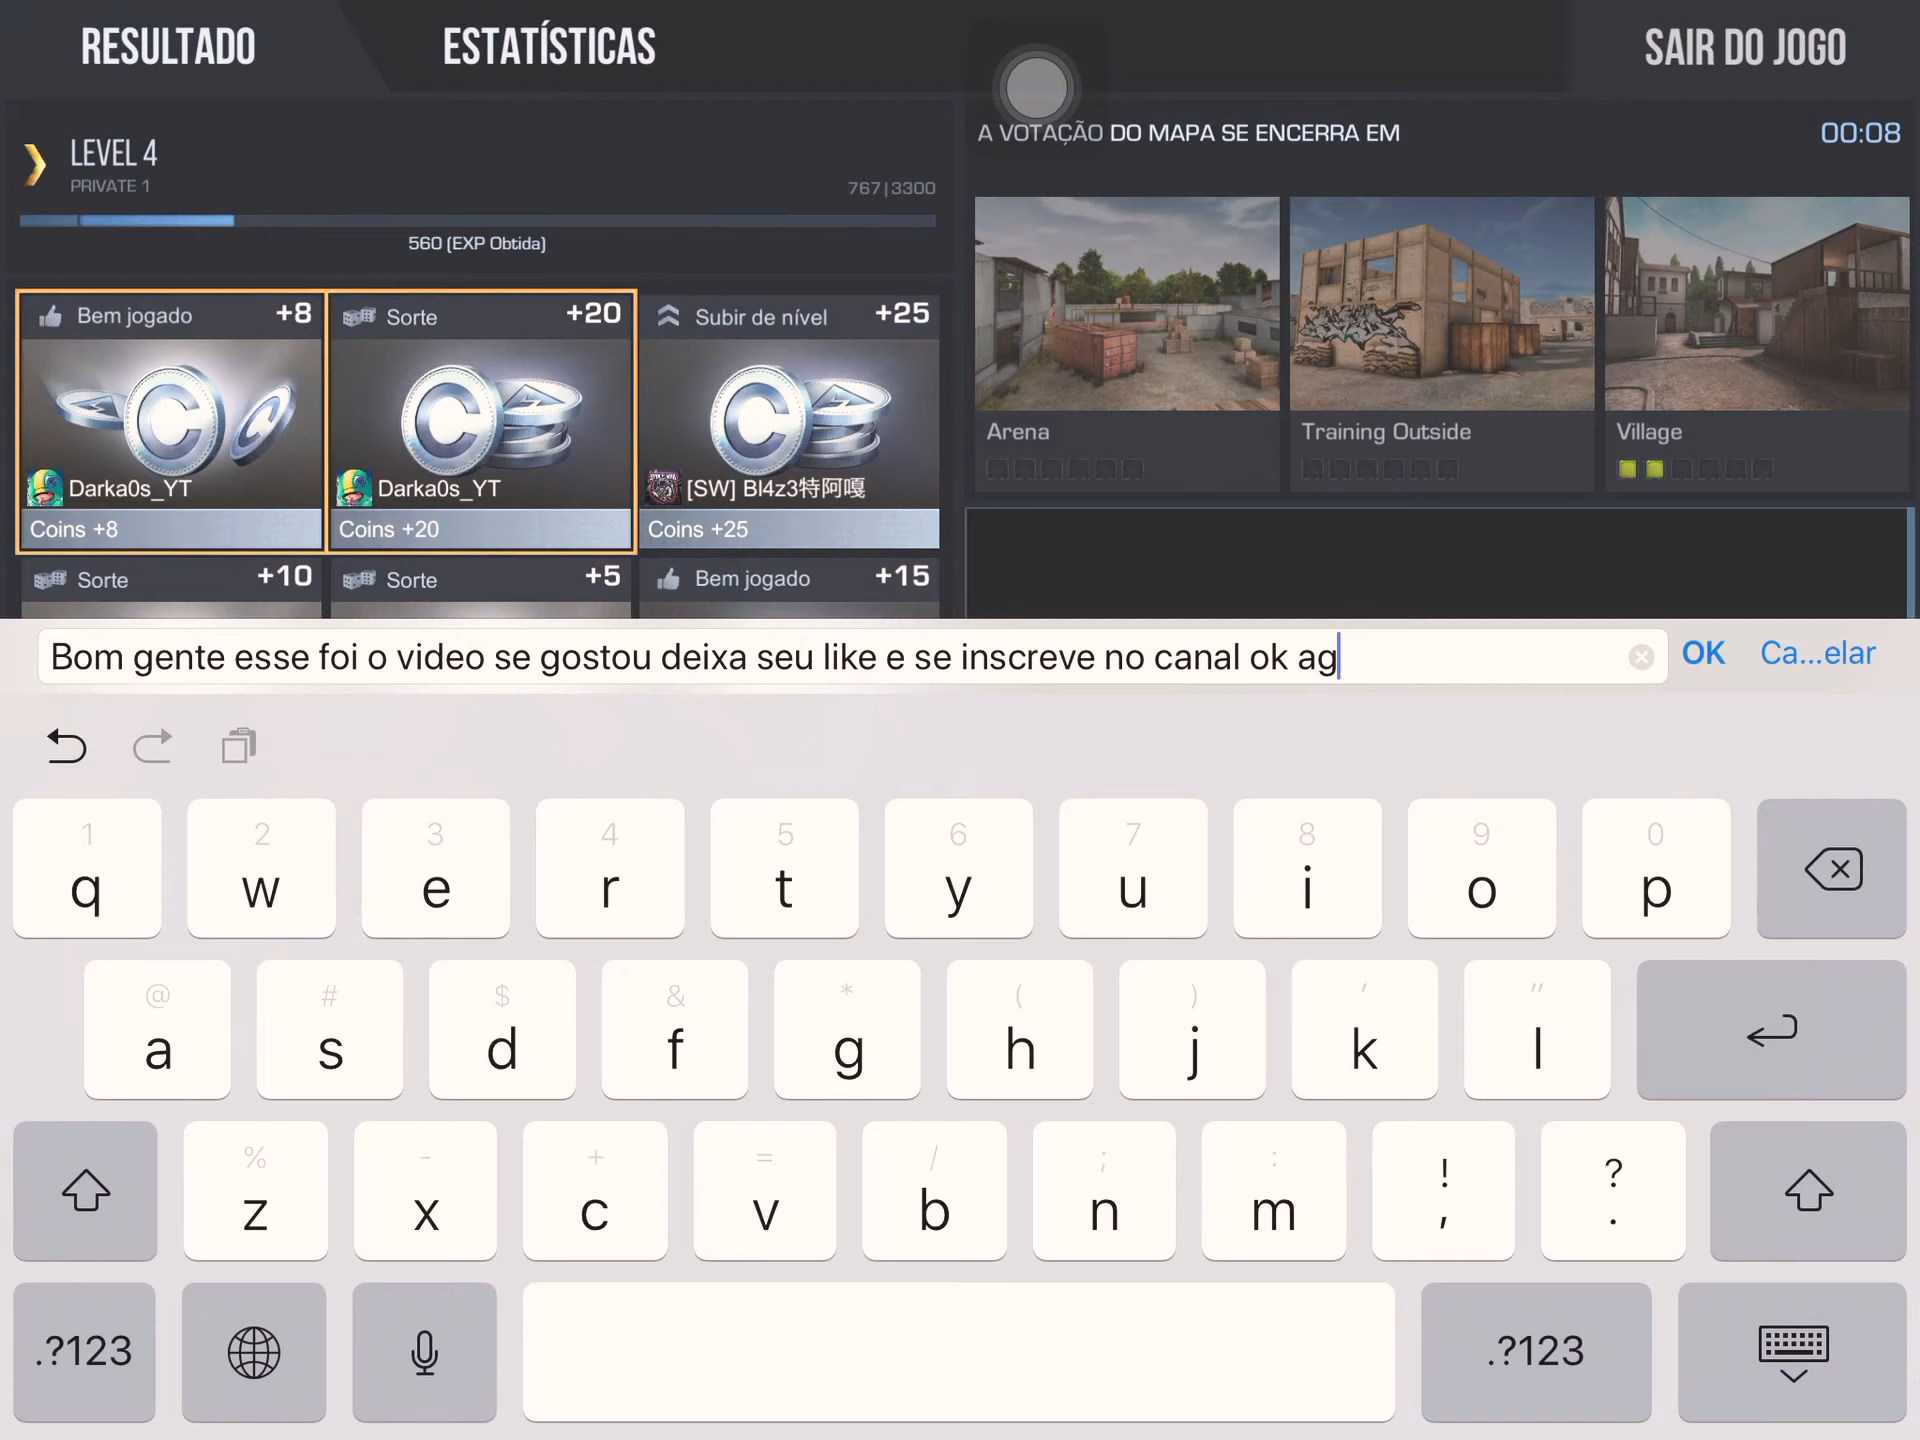 RESULTADO
ESTATÍSTICAS
SAIR DO JOGO
LEVEL 4
PRIVATE 1
767|3300
560 (EXP Obtida)
A VOTAÇÃO DO MAPA SE ENCERRA EM
00:08
Bem jogado +8
Sorte +20
Subir de nível +25
Darka0s_YT
Darka0s_YT
[SW] Bl4z3特阿嘎
Coins +8
Coins +20
Coins +25
Arena
Training Outside
Village
Sorte +10
Sorte +5
Bem jogado +15
Bom gente esse foi o video se gostou deixa seu like e se inscreve no canal ok ag
OK
Ca...elar
1 2 3 4 5 6 7 8 9 0
q w e r t y u i o p
@ # $ & * ( ) ' "
a s d f g h j k l
% - + = / ; : ! ?
z x c v b n m , .
.?123
.?123